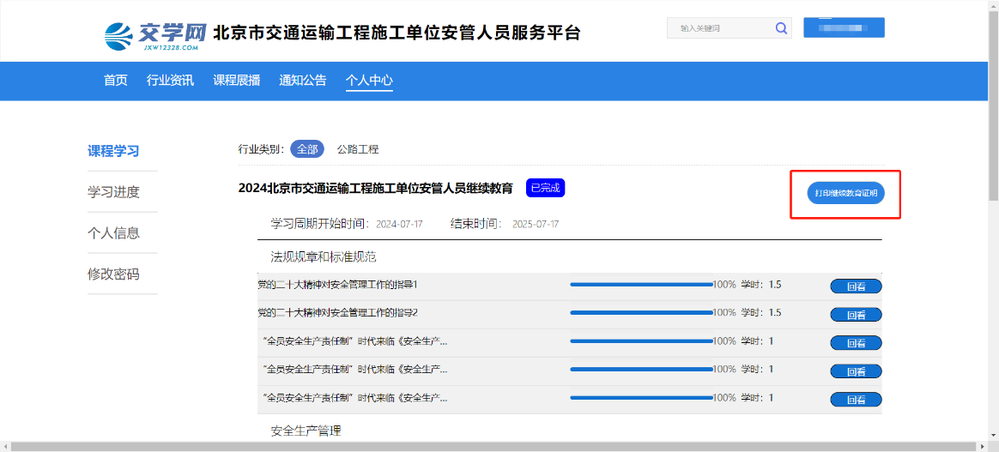 交学网 北京市交通运输工程施工单位安管人员服务平台
JXW12328.COM
输入关键词
首页 行业资讯 课程展播 通知公告 个人中心
课程学习
学习进度
个人信息
修改密码
行业类别： 全部 公路工程
2024北京市交通运输工程施工单位安管人员继续教育 已完成
打印继续教育证明
学习周期开始时间： 2024-07-17 结束时间： 2025-07-17
法规规章和标准规范
党的二十大精神对安全管理工作的指导1 100% 学时：1.5 回看
党的二十大精神对安全管理工作的指导2 100% 学时：1.5 回看
“全员安全生产责任制”时代来临《安全生产... 100% 学时：1 回看
“全员安全生产责任制”时代来临《安全生产... 100% 学时：1 回看
“全员安全生产责任制”时代来临《安全生产... 100% 学时：1 回看
安全生产管理